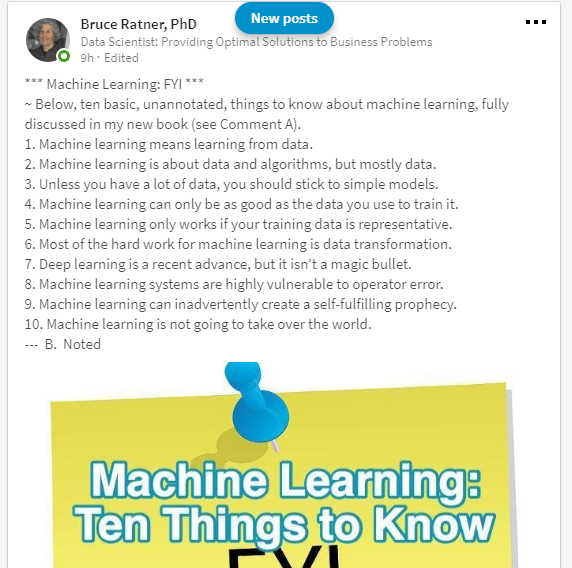 New posts
Bruce Ratner, PhD
Data Scientist: Providing Optimal Solutions to Business Problems
9h · Edited
*** Machine Learning: FYI ***
~ Below, ten basic, unannotated, things to know about machine learning, fully
discussed in my new book (see Comment A).
1. Machine learning means learning from data.
2. Machine learning is about data and algorithms, but mostly data.
3. Unless you have a lot of data, you should stick to simple models.
4. Machine learning can only be as good as the data you use to train it.
5. Machine learning only works if your training data is representative.
6. Most of the hard work for machine learning is data transformation.
7. Deep learning is a recent advance, but it isn’t a magic bullet.
8. Machine learning systems are highly vulnerable to operator error.
9. Machine learning can inadvertently create a self-fulfilling prophecy.
10. Machine learning is not going to take over the world.
--- B. Noted
Machine Learning:
Ten Things to Know
FYI